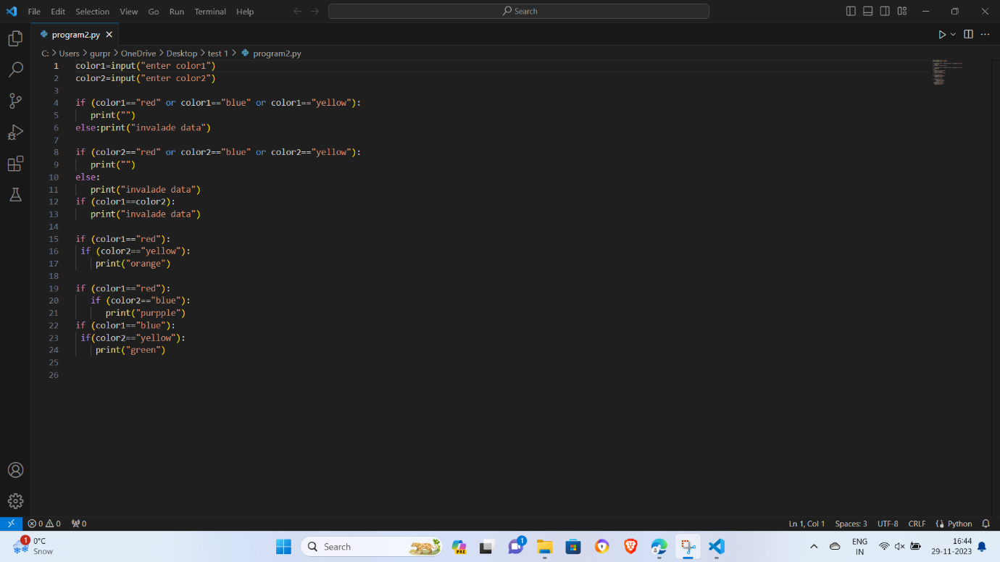 File Edit Selection View Go Run Terminal Help
Search
program2.py
C: > Users > gurpr > OneDrive > Desktop > test 1 > program2.py
1 color1=input("enter color1")
2 color2=input("enter color2")
3
4 if (color1=="red" or color1=="blue" or color1=="yellow"):
5 print("")
6 else:print("invalade data")
7
8 if (color2=="red" or color2=="blue" or color2=="yellow"):
9 print("")
10 else:
11 print("invalade data")
12 if (color1==color2):
13 print("invalade data")
14
15 if (color1=="red"):
16 if (color2=="yellow"):
17 print("orange")
18
19 if (color1=="red"):
20 if (color2=="blue"):
21 print("purpple")
22 if (color1=="blue"):
23 if(color2=="yellow"):
24 print("green")
25
26
0 0 0 Ln 1, Col 1 Spaces: 3 UTF-8 CRLF Python
1 0°C
Snow
Search
PRE
1
ENG
IN
16:44
29-11-2023